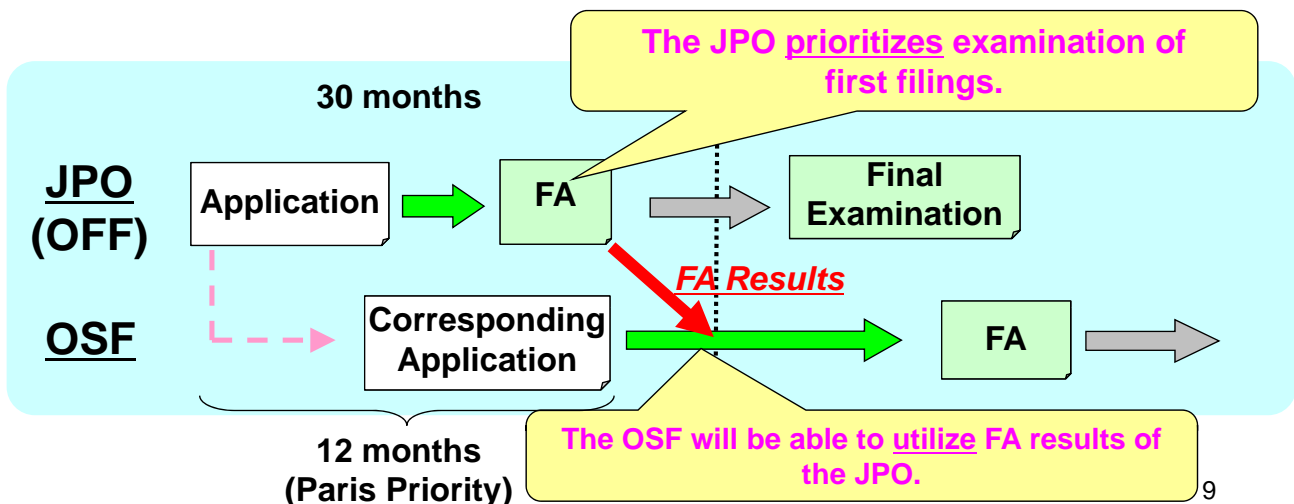 The JPO prioritizes examination of
first filings.
30 months
JPO
(OFF)
Application
FA
Final
Examination
FA Results
OSF
Corresponding
Application
FA
12 months
(Paris Priority)
The OSF will be able to utilize FA results of
the JPO.
9